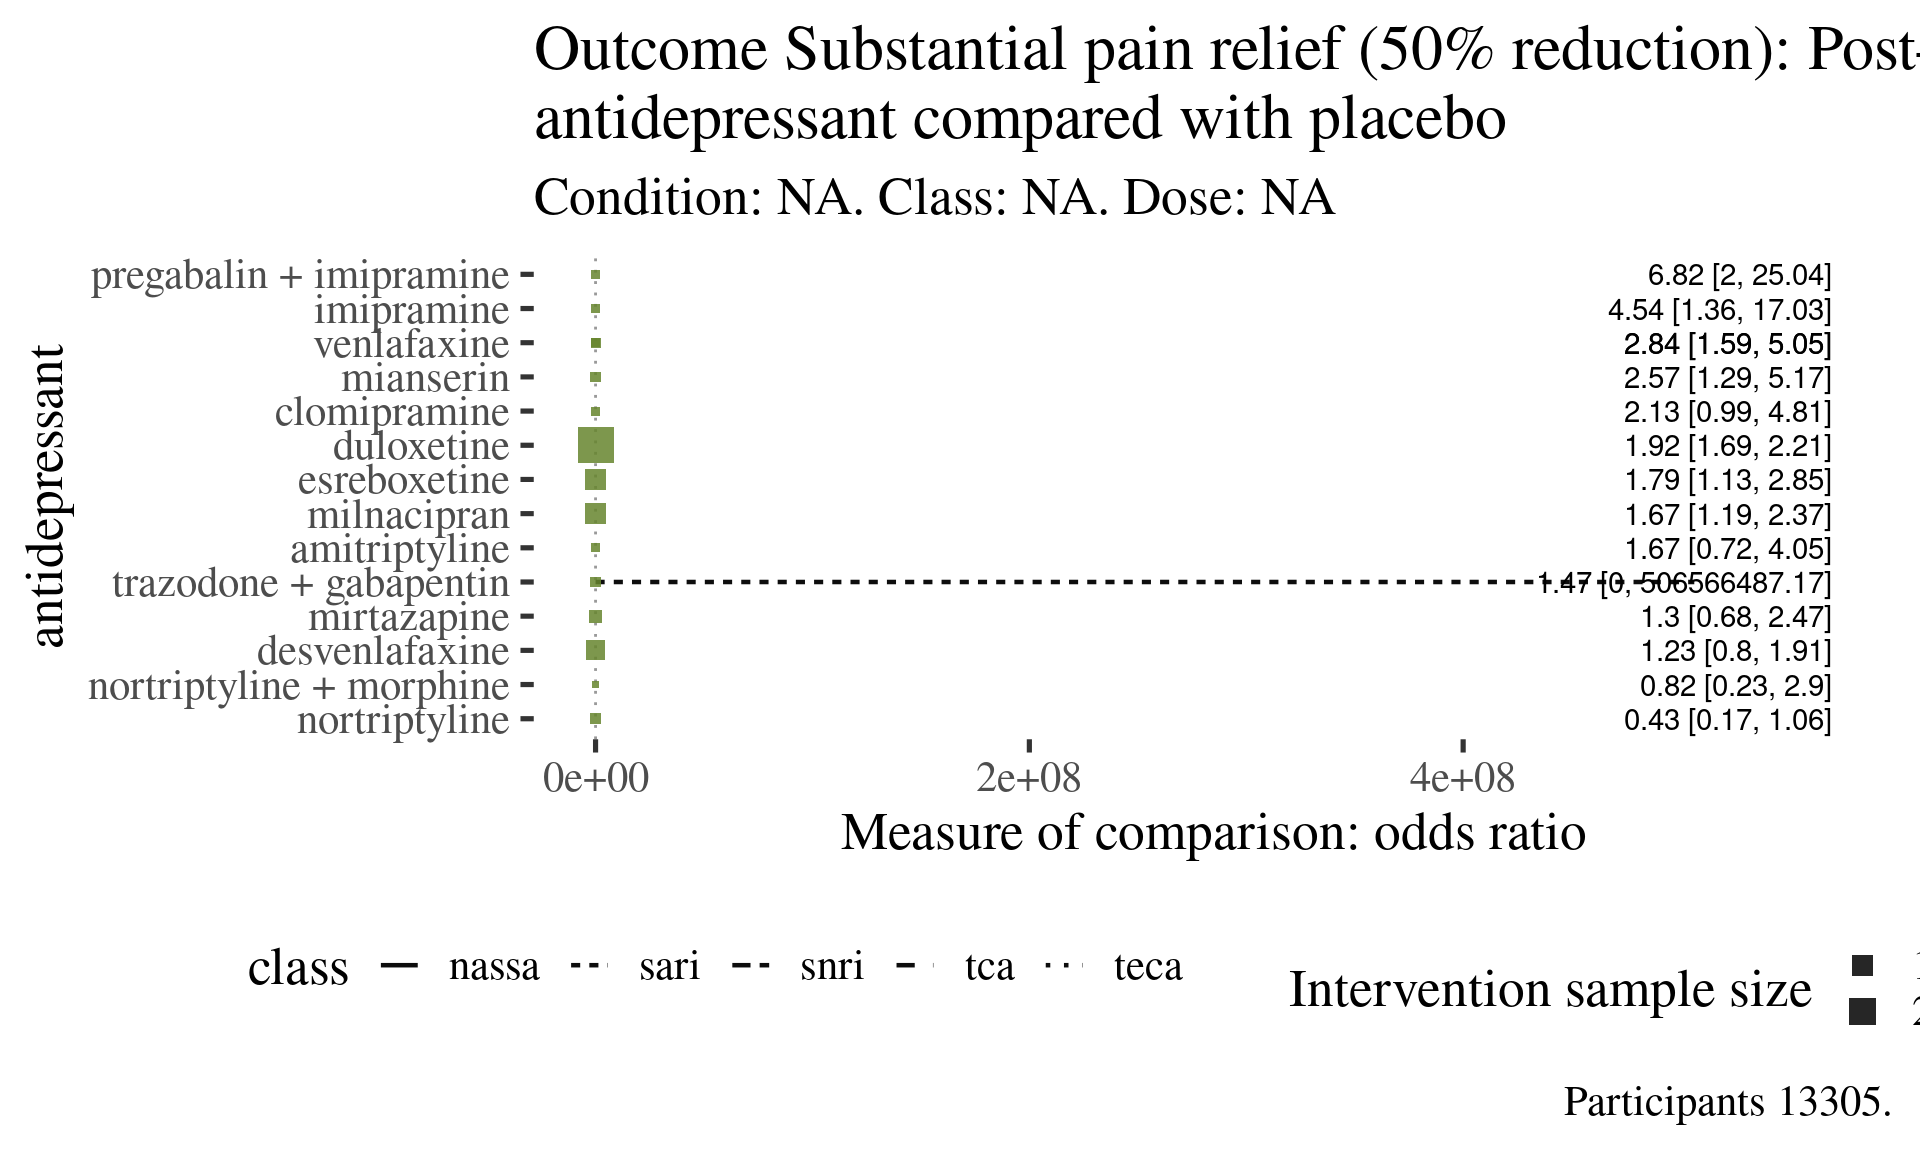 Outcome Substantial pain relief (50% reduction): Post-
antidepressant compared with placebo
Condition: NA. Class: NA. Dose: NA
antidepressant
pregabalin + imipramine 6.82 [2, 25.04]
imipramine 4.54 [1.36, 17.03]
venlafaxine 2.84 [1.59, 5.05]
mianserin 2.57 [1.29, 5.17]
clomipramine 2.13 [0.99, 4.81]
duloxetine 1.92 [1.69, 2.21]
esreboxetine 1.79 [1.13, 2.85]
milnacipran 1.67 [1.19, 2.37]
amitriptyline 1.67 [0.72, 4.05]
trazodone + gabapentin 1.47 [0, 506566487.17]
mirtazapine 1.3 [0.68, 2.47]
desvenlafaxine 1.23 [0.8, 1.91]
nortriptyline + morphine 0.82 [0.23, 2.9]
nortriptyline 0.43 [0.17, 1.06]
0e+00 2e+08 4e+08
Measure of comparison: odds ratio
class nassa sari snri tca teca
Intervention sample size
Participants 13305.